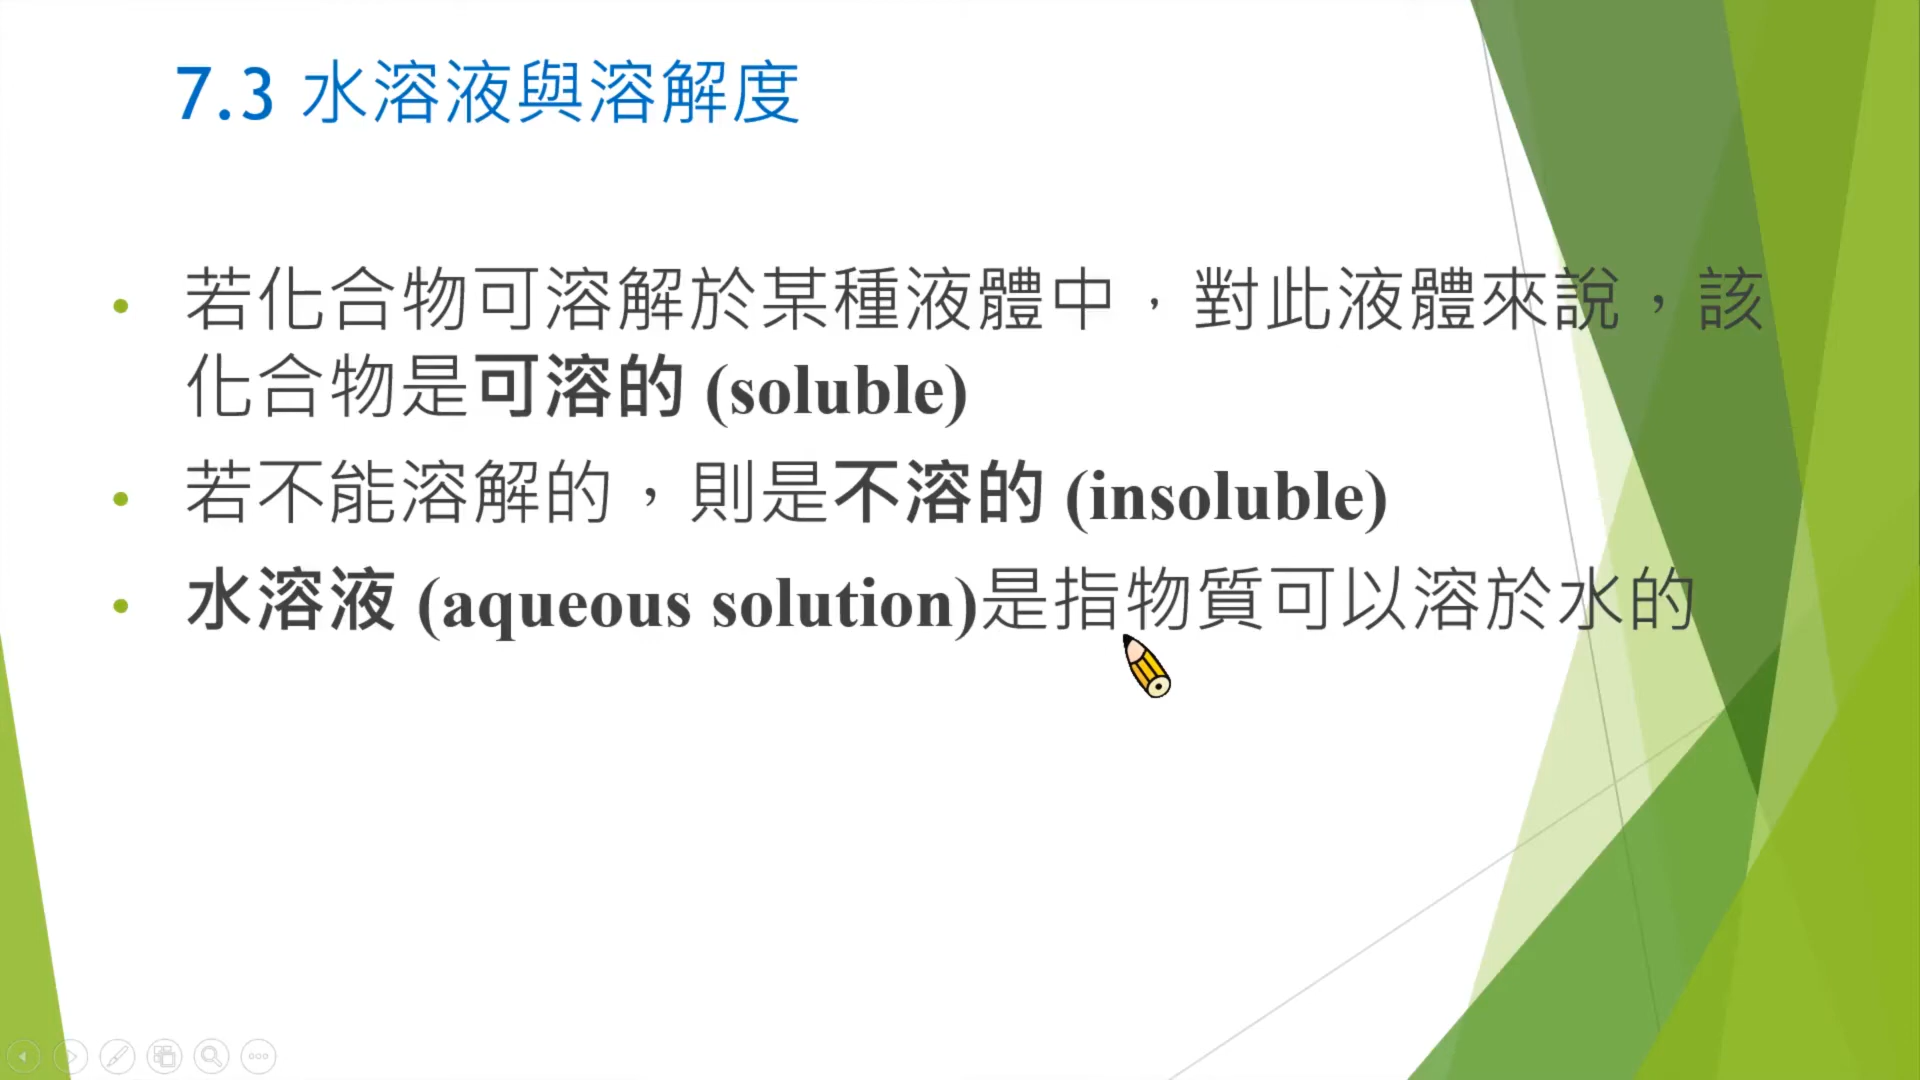 7.3 水溶液與溶解度
• 若化合物可溶解於某種液體中，對此液體來說，該
化合物是可溶的 (soluble)
• 若不能溶解的，則是不溶的 (insoluble)
• 水溶液 (aqueous solution)是指物質可以溶於水的